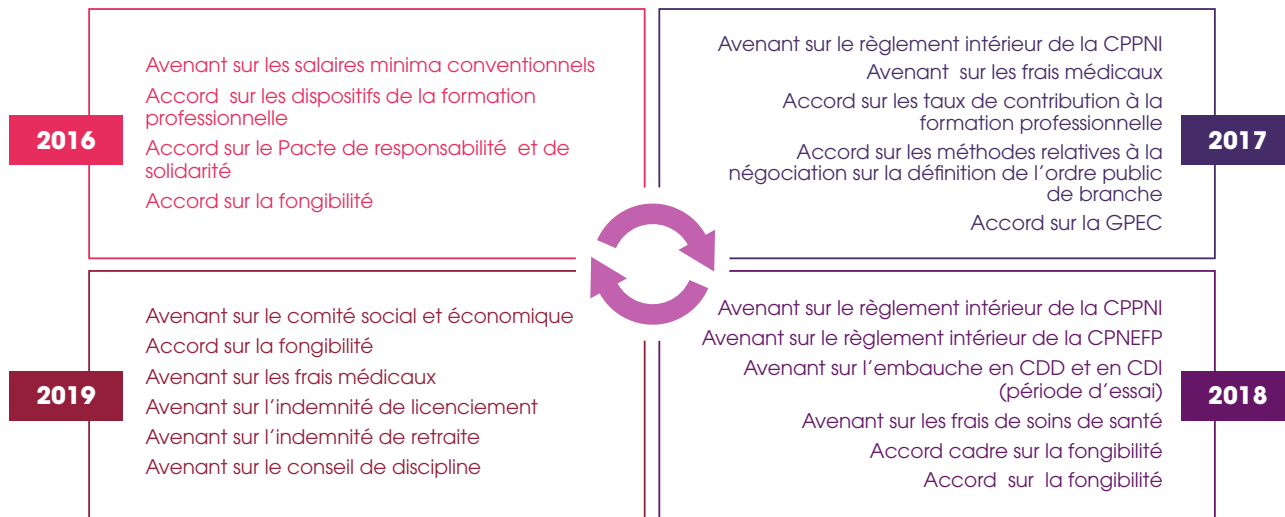 2016
Avenant sur les salaires minima conventionnels
Accord sur les dispositifs de la formation
professionnelle
Accord sur le Pacte de responsabilité et de
solidarité
Accord sur la fongibilité
2017
Avenant sur le règlement intérieur de la CPPNI
Avenant sur les frais médicaux
Accord sur les taux de contribution à la
formation professionnelle
Accord sur les méthodes relatives à la
négociation sur la définition de l'ordre public
de branche
Accord sur la GPEC
2019
Avenant sur le comité social et économique
Accord sur la fongibilité
Avenant sur les frais médicaux
Avenant sur l'indemnité de licenciement
Avenant sur l'indemnité de retraite
Avenant sur le conseil de discipline
2018
Avenant sur le règlement intérieur de la CPPNI
Avenant sur le règlement intérieur de la CPNEFP
Avenant sur l'embauche en CDD et en CDI
(période d'essai)
Avenant sur les frais de soins de santé
Accord cadre sur la fongibilité
Accord sur la fongibilité